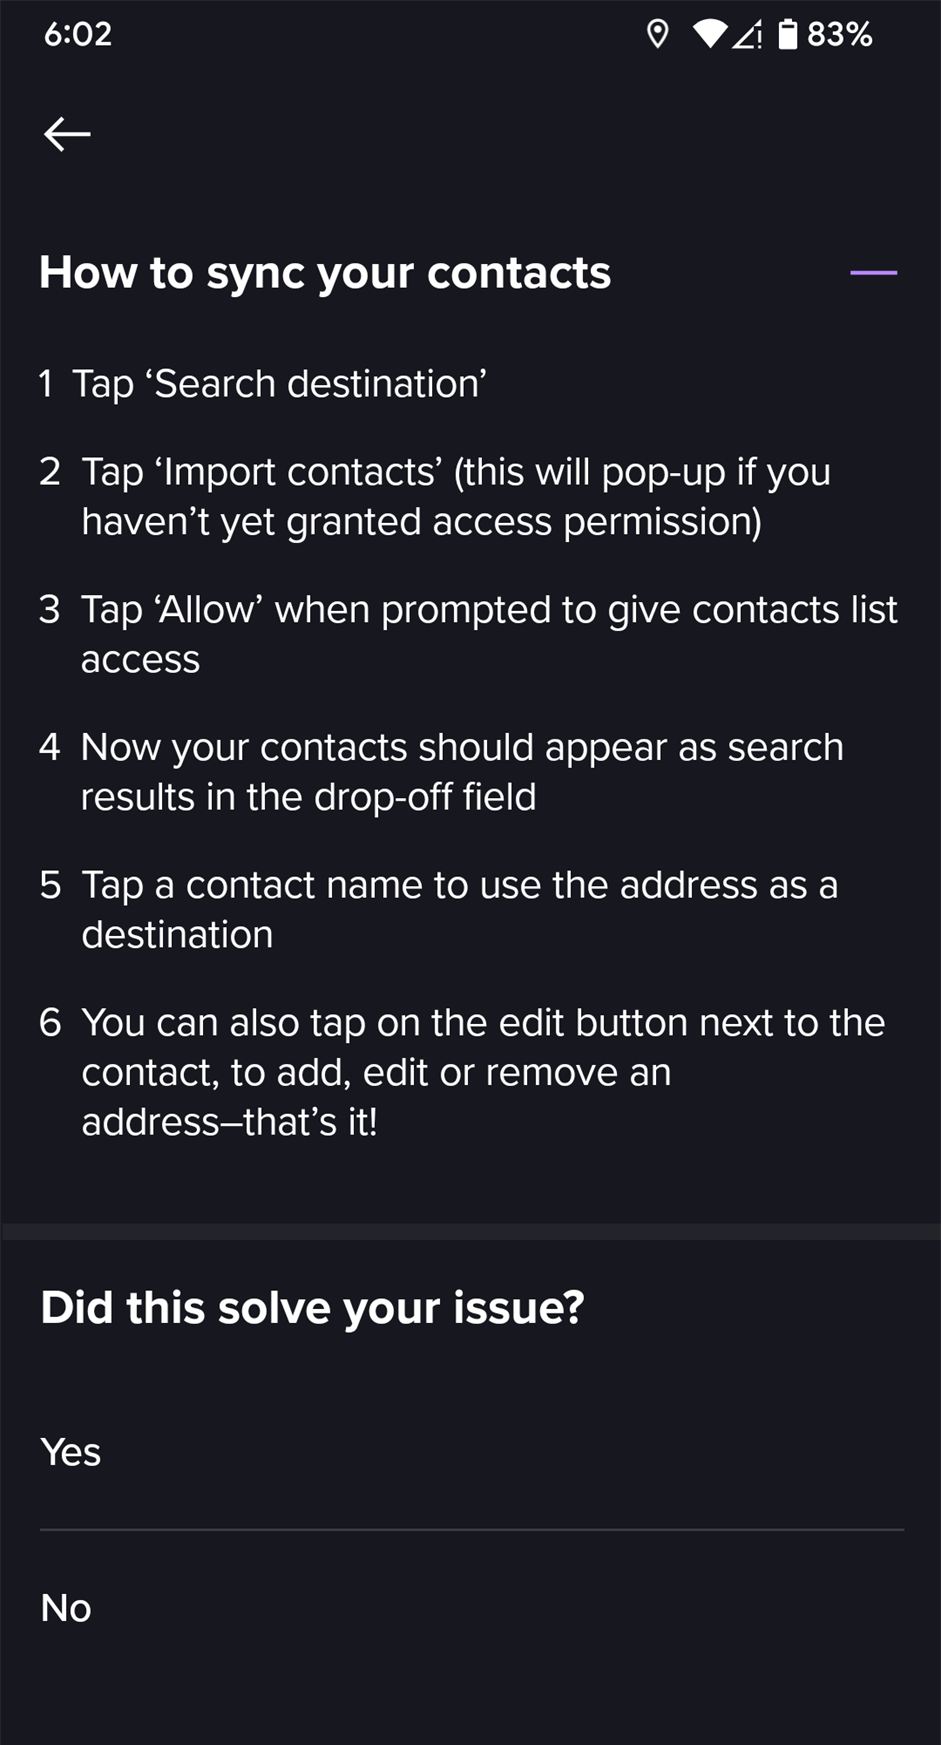 6:02
83%
How to sync your contacts
1 Tap ‘Search destination’
2 Tap ‘Import contacts’ (this will pop-up if you
haven’t yet granted access permission)
3 Tap ‘Allow’ when prompted to give contacts list
access
4 Now your contacts should appear as search
results in the drop-off field
5 Tap a contact name to use the address as a
destination
6 You can also tap on the edit button next to the
contact, to add, edit or remove an
address–that’s it!
Did this solve your issue?
Yes
No